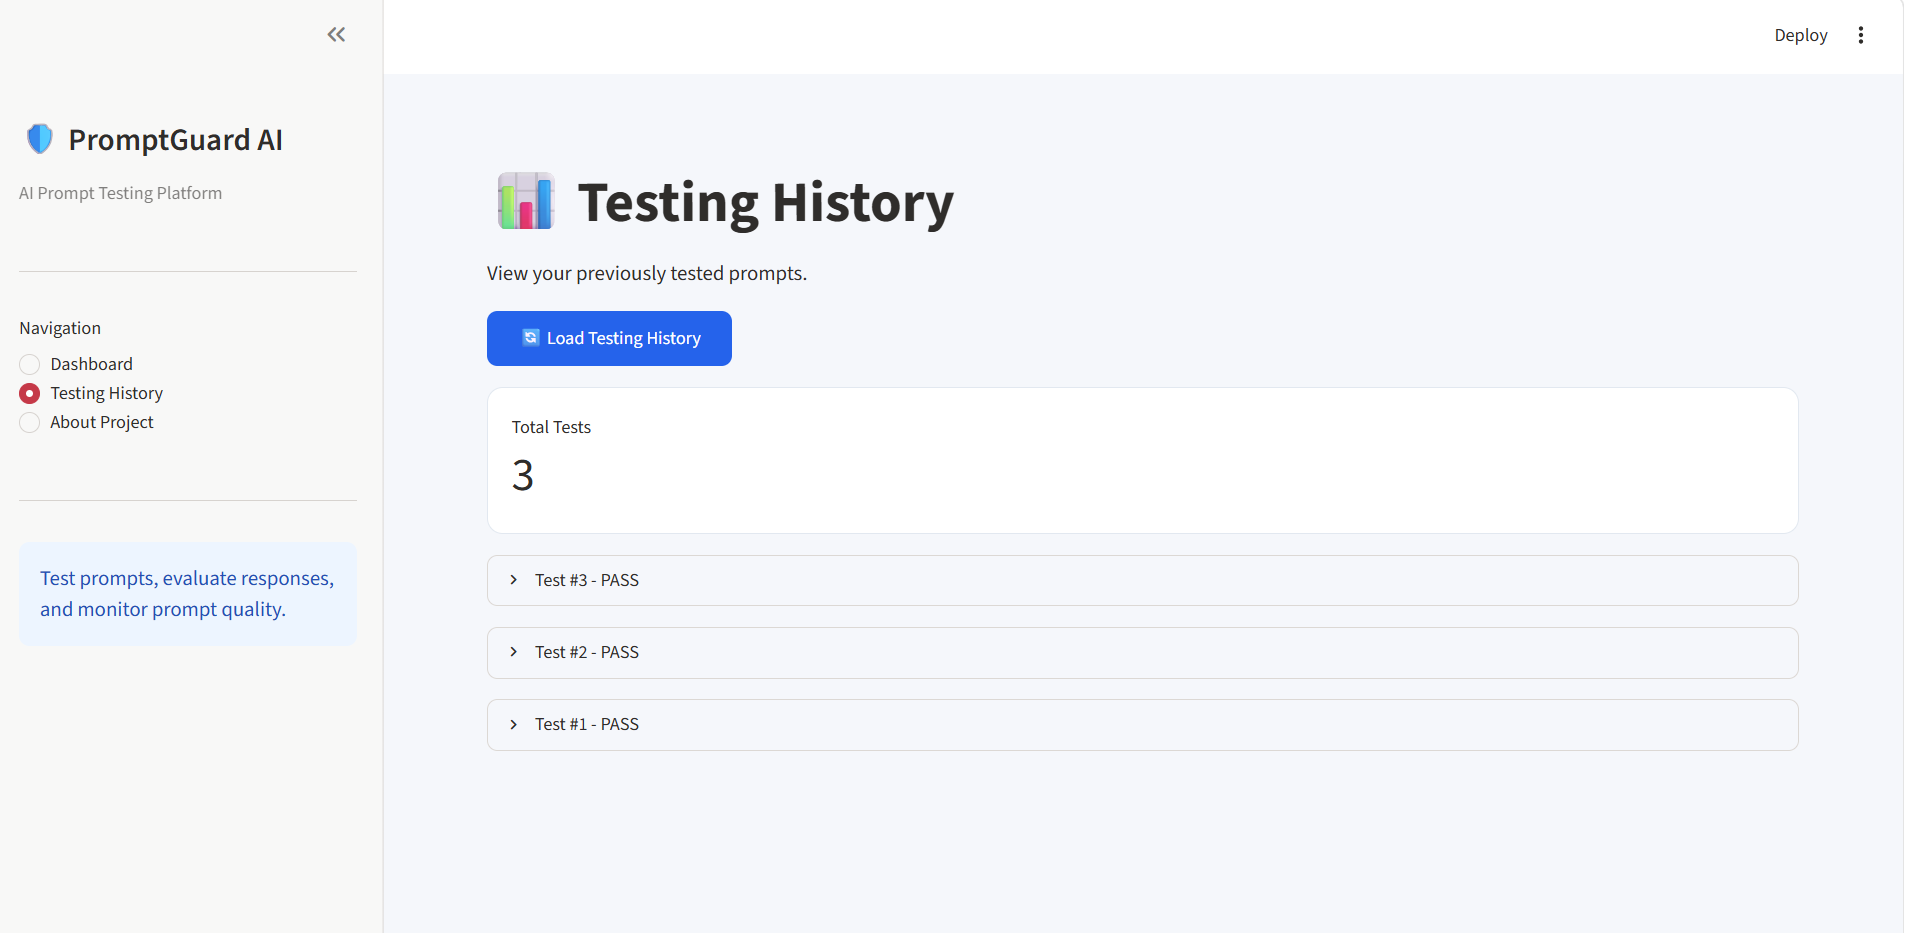 Deploy
PromptGuard AI
AI Prompt Testing Platform
Navigation
Dashboard
Testing History
About Project
Test prompts, evaluate responses,
and monitor prompt quality.
Testing History
View your previously tested prompts.
Load Testing History
Total Tests
3
Test #3 - PASS
Test #2 - PASS
Test #1 - PASS